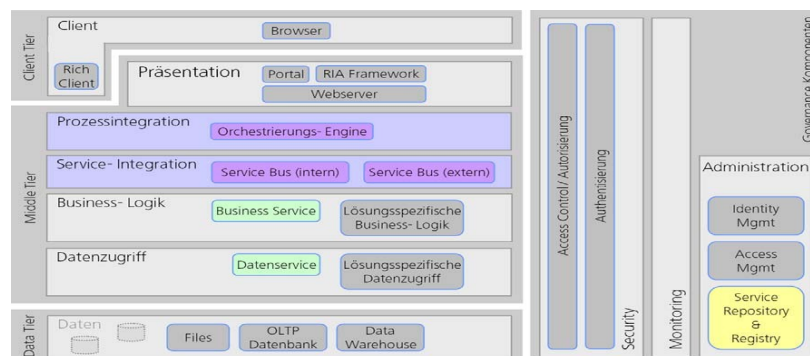 Client Tier
Client
Browser
Rich
Client
Präsentation
Portal
RIA Framework
Webserver
Middle Tier
Prozessintegration
Orchestrierungs- Engine
Service- Integration
Service Bus (intern)
Service Bus (extern)
Business- Logik
Business Service
Lösungsspezifische
Business- Logik
Datenzugriff
Datenservice
Lösungsspezifische
Datenzugriff
Data Tier
Daten
Files
OLTP
Datenbank
Data
Warehouse
Access Control/ Autorisierung
Authentisierung
Security
Monitoring
Governance Komponenten
Administration
Identity
Mgmt
Access
Mgmt
Service
Repository
&
Registry